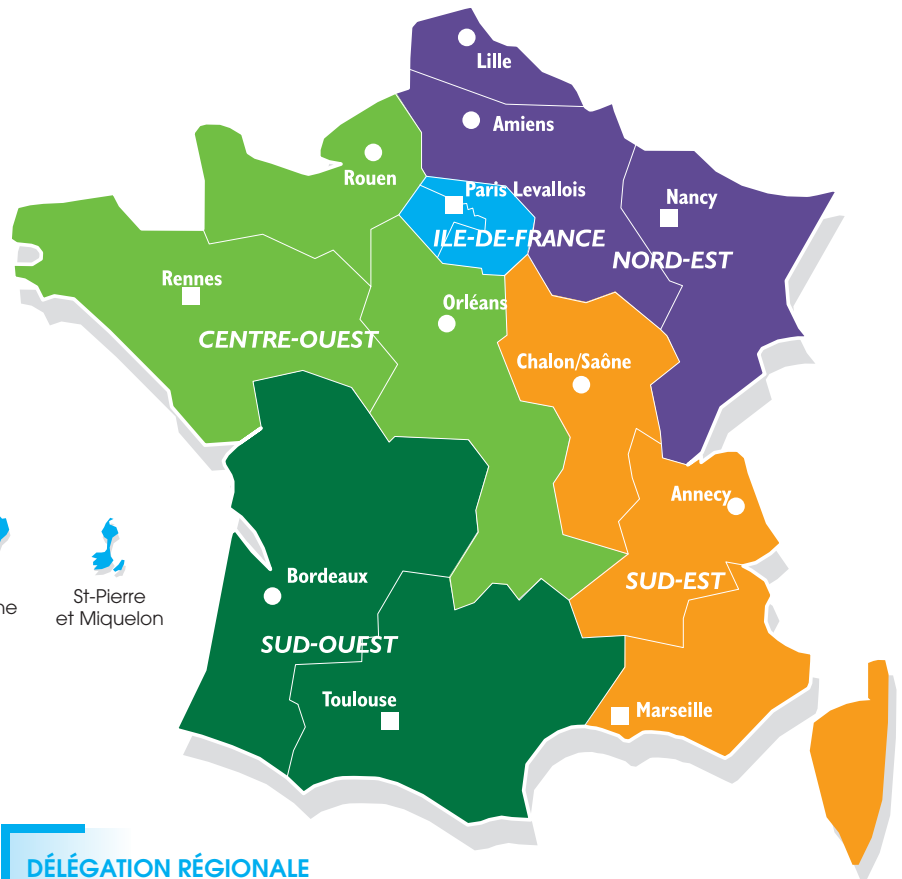 Lille
Amiens
Rouen
Paris Levallois
Nancy
ILE-DE-FRANCE
NORD-EST
Rennes
Orléans
CENTRE-OUEST
Chalon/Saône
Annecy
Bordeaux
SUD-EST
St-Pierre
et Miquelon
ne
SUD-OUEST
Toulouse
Marseille
DÉLÉGATION RÉGIONALE